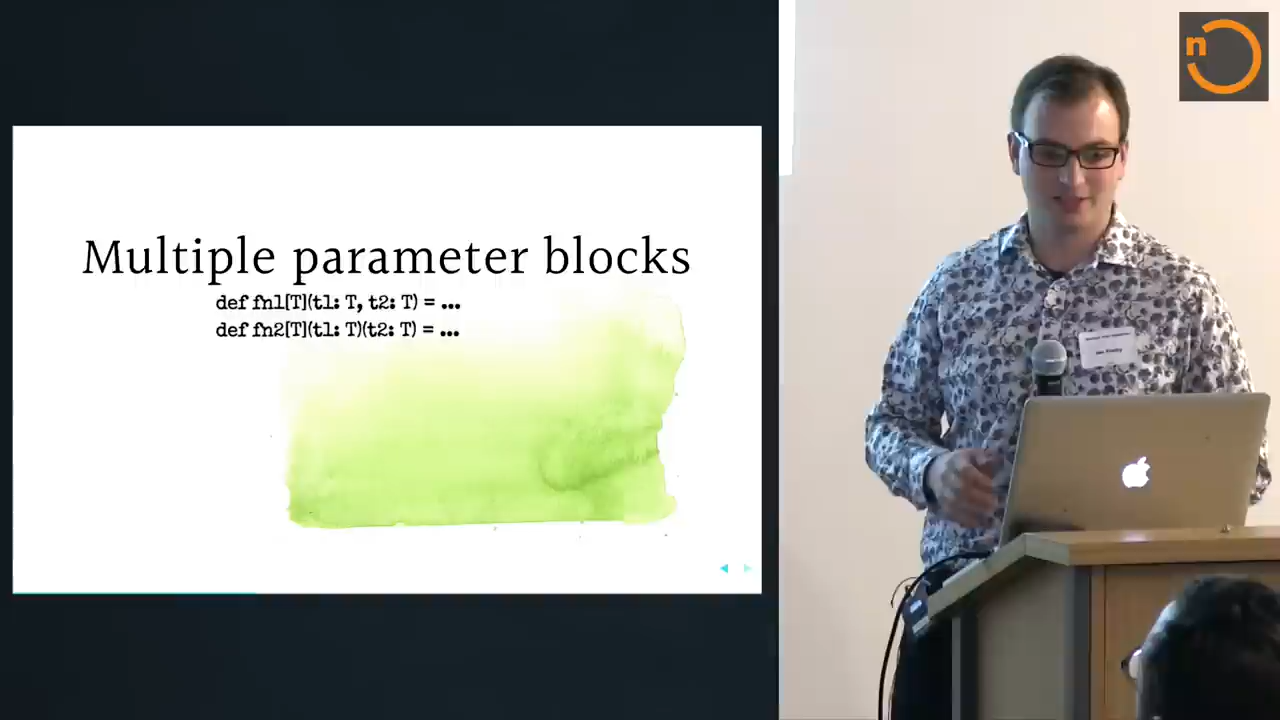 Multiple parameter blocks
def fn1[T](t1: T, t2: T) = ...
def fn2[T](t1: T)(t2: T) = ...
n